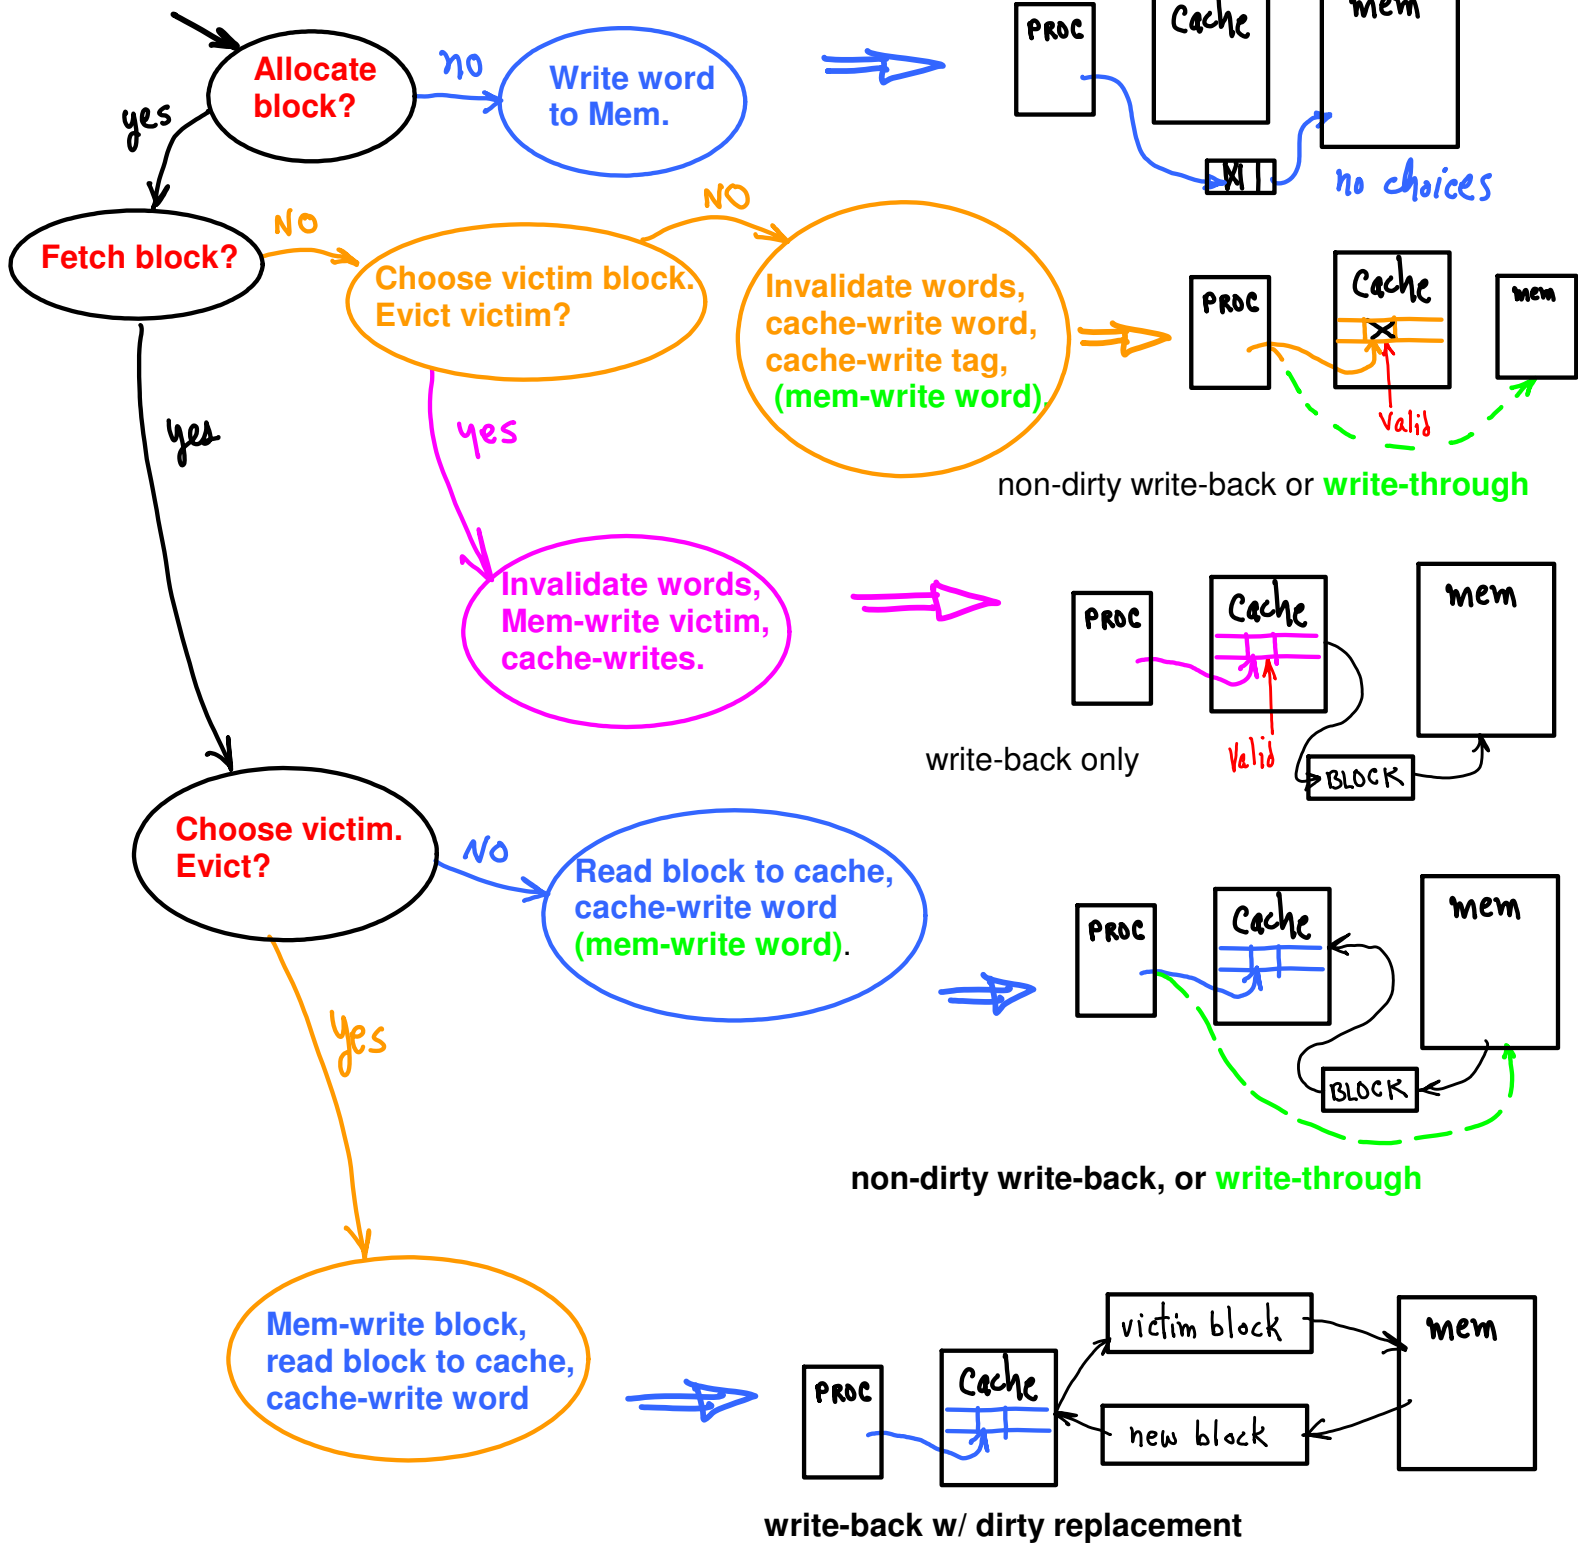 PROC
Cache
mem
Allocate
block?
no
Write word
to Mem.
yes
no choices
Fetch block?
NO
Choose victim block.
Evict victim?
NO
Invalidate words,
cache-write word,
cache-write tag,
(mem-write word),
PROC
Cache
mem
Valid
non-dirty write-back or write-through
yes
yes
Invalidate words,
Mem-write victim,
cache-writes.
PROC
Cache
mem
Valid
BLOCK
write-back only
Choose victim.
Evict?
NO
Read block to cache,
cache-write word
(mem-write word).
PROC
Cache
mem
BLOCK
non-dirty write-back, or write-through
yes
Mem-write block,
read block to cache,
cache-write word
PROC
Cache
victim block
new block
mem
write-back w/ dirty replacement